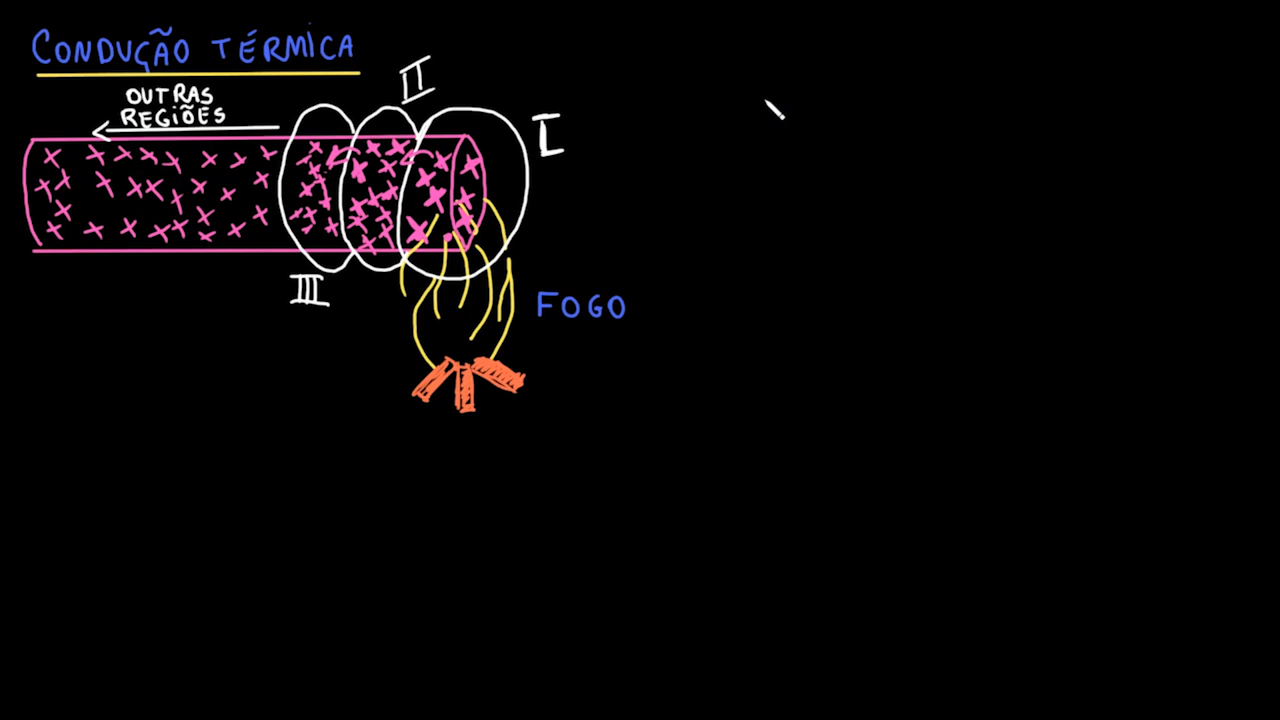 CONDUÇÃO TÉRMICA
II
OUTRAS
REGIÕES
I
III
FOGO